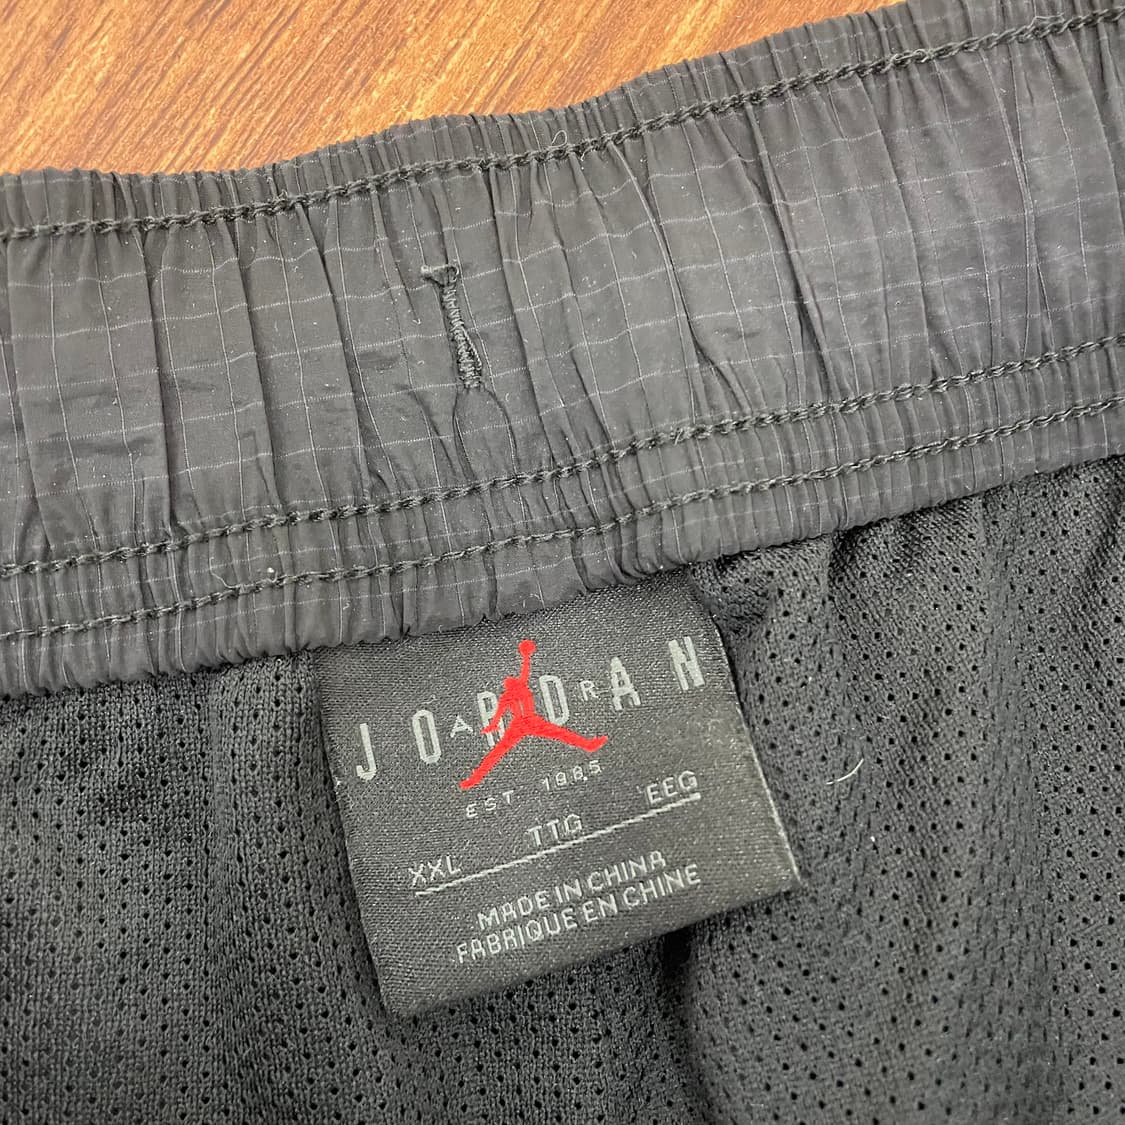 JORDAN
AIR
EST 1985
XXL TTG EEG
MADE IN CHINA
FABRIQUE EN CHINE